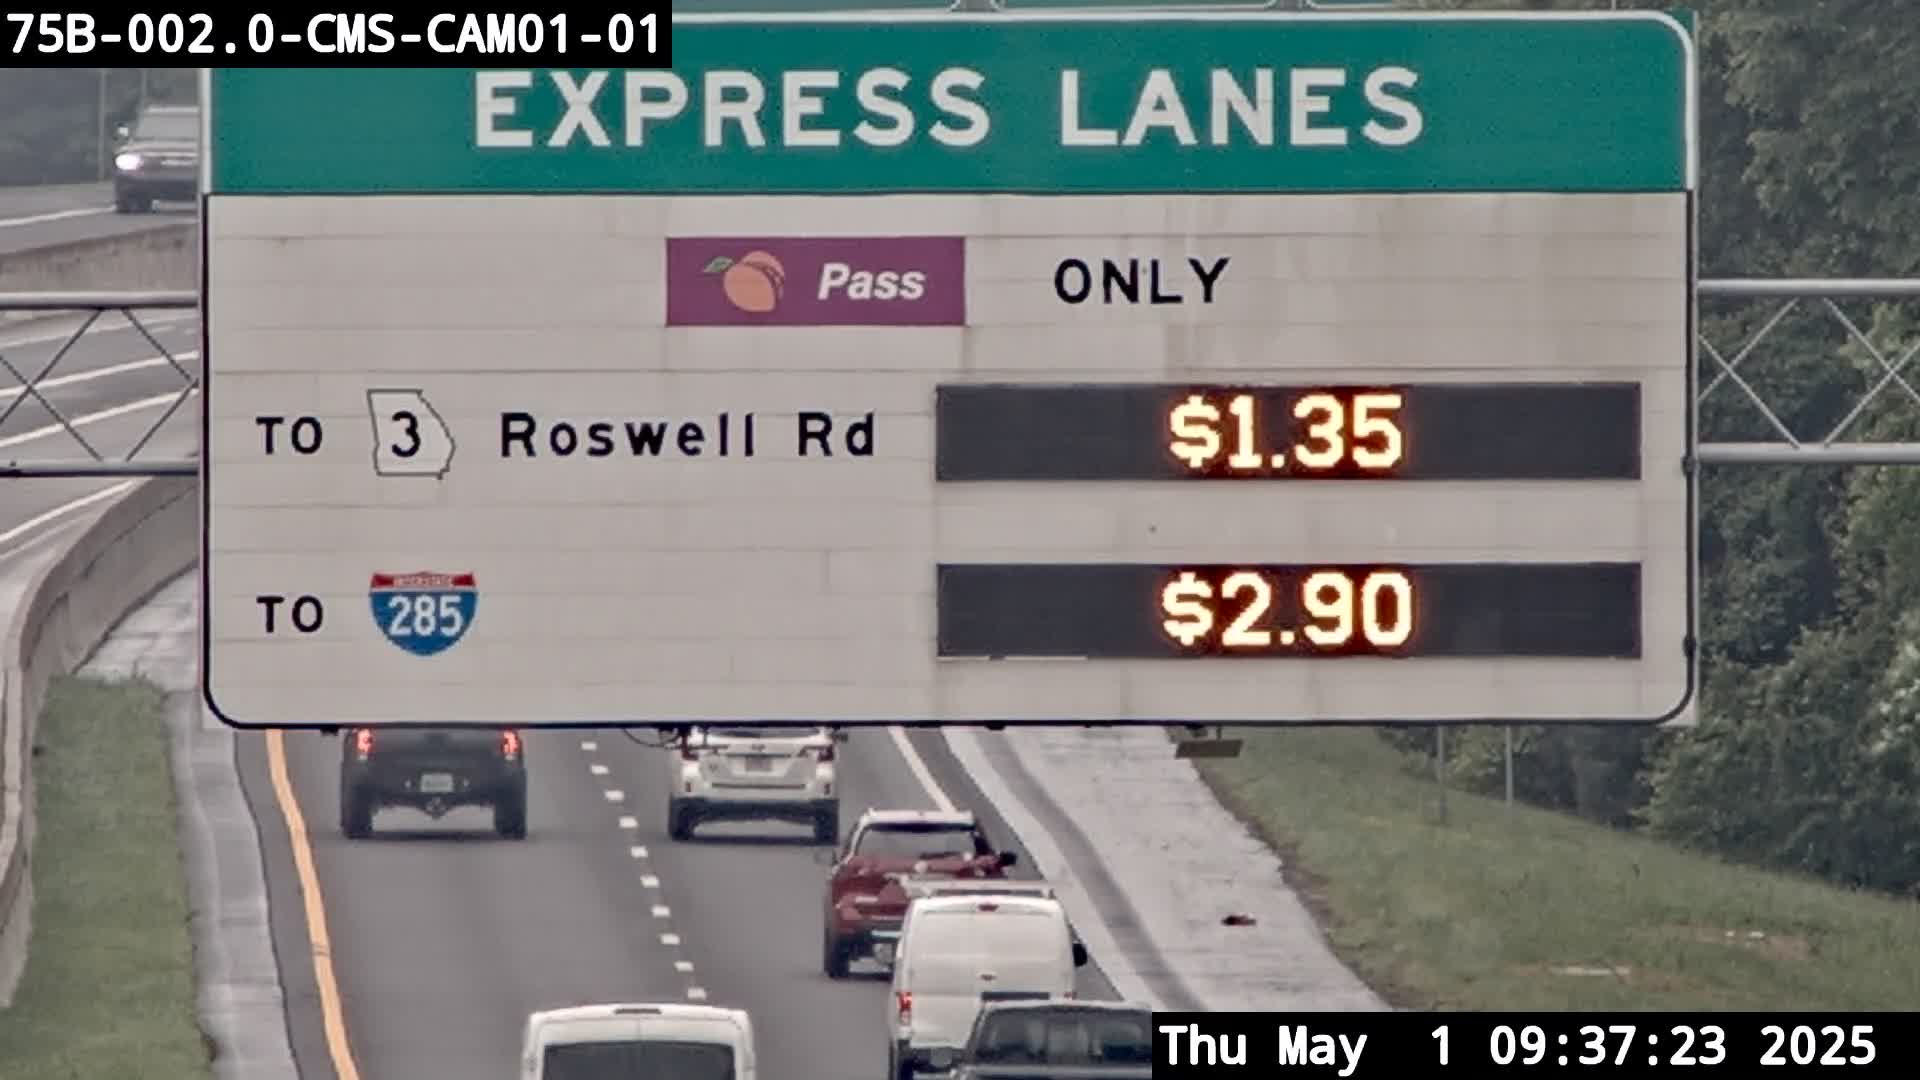 75B-002.0-CMS-CAM01-01
EXPRESS LANES
Pass ONLY
TO 3 Roswell Rd $1.35
TO 285 $2.90
Thu May 1 09:37:23 2025